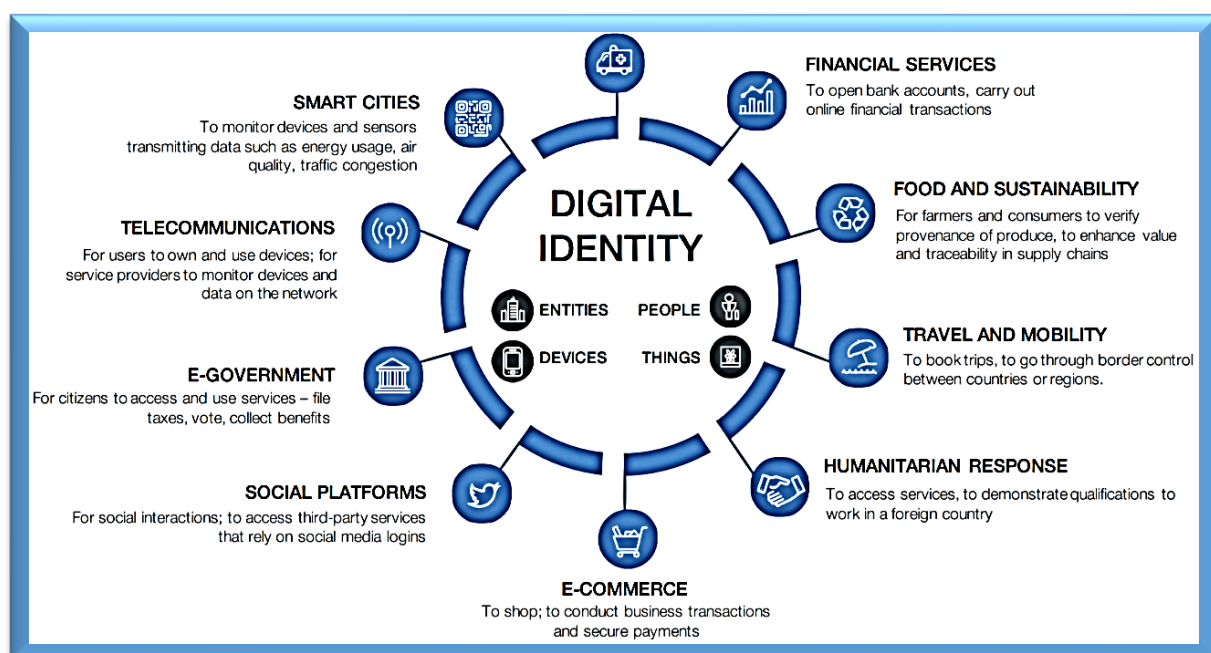 FINANCIAL SERVICES
To open bank accounts, carry out
online financial transactions
SMART CITIES
To monitor devices and sensors
transmitting data such as energy usage, air
quality, traffic congestion
DIGITAL
IDENTITY
ENTITIES
PEOPLE
DEVICES
THINGS
FOOD AND SUSTAINABILITY
For farmers and consumers to verify
provenance of produce, to enhance value
and traceability in supply chains
TELECOMMUNICATIONS
For users to own and use devices; for
service providers to monitor devices and
data on the network
TRAVEL AND MOBILITY
To book trips, to go through border control
between countries or regions.
E-GOVERNMENT
For citizens to access and use services – file
taxes, vote, collect benefits
HUMANITARIAN RESPONSE
To access services, to demonstrate qualifications to
work in a foreign country
SOCIAL PLATFORMS
For social interactions; to access third-party services
that rely on social media logins
E-COMMERCE
To shop; to conduct business transactions
and secure payments